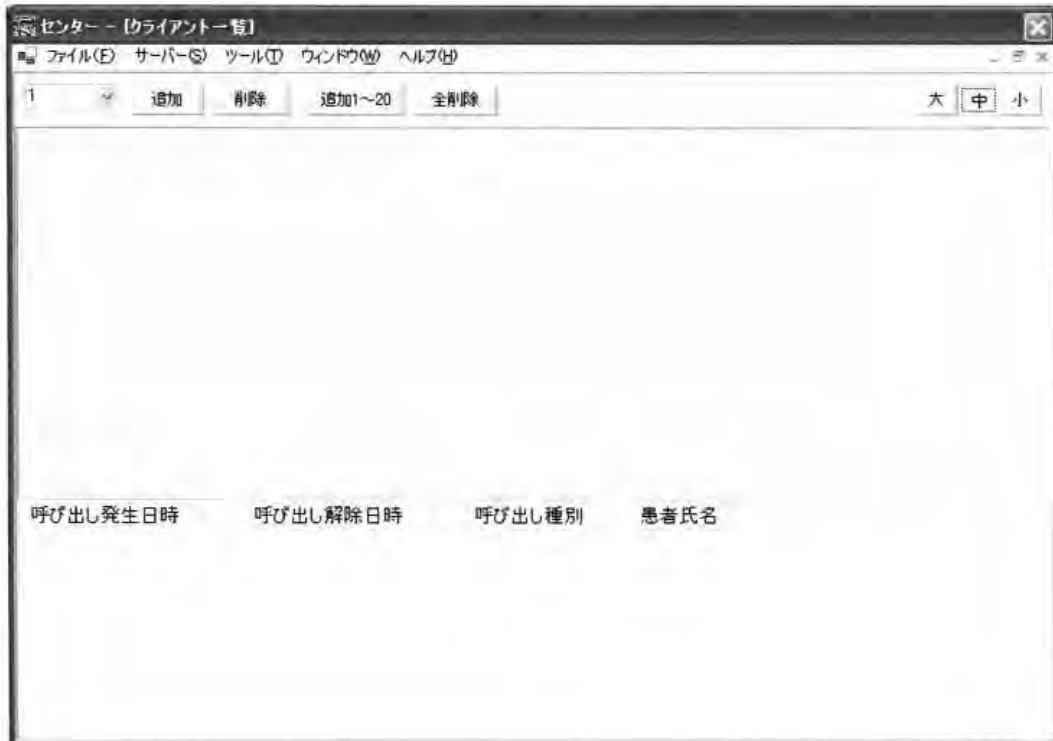 センター - [クライアント一覧]
ファイル(F) サーバー(S) ツール(T) ウィンドウ(W) ヘルプ(H)
1 追加 削除 追加1～20 全削除 大 中 小
呼び出し発生日時 呼び出し解除日時 呼び出し種別 患者氏名